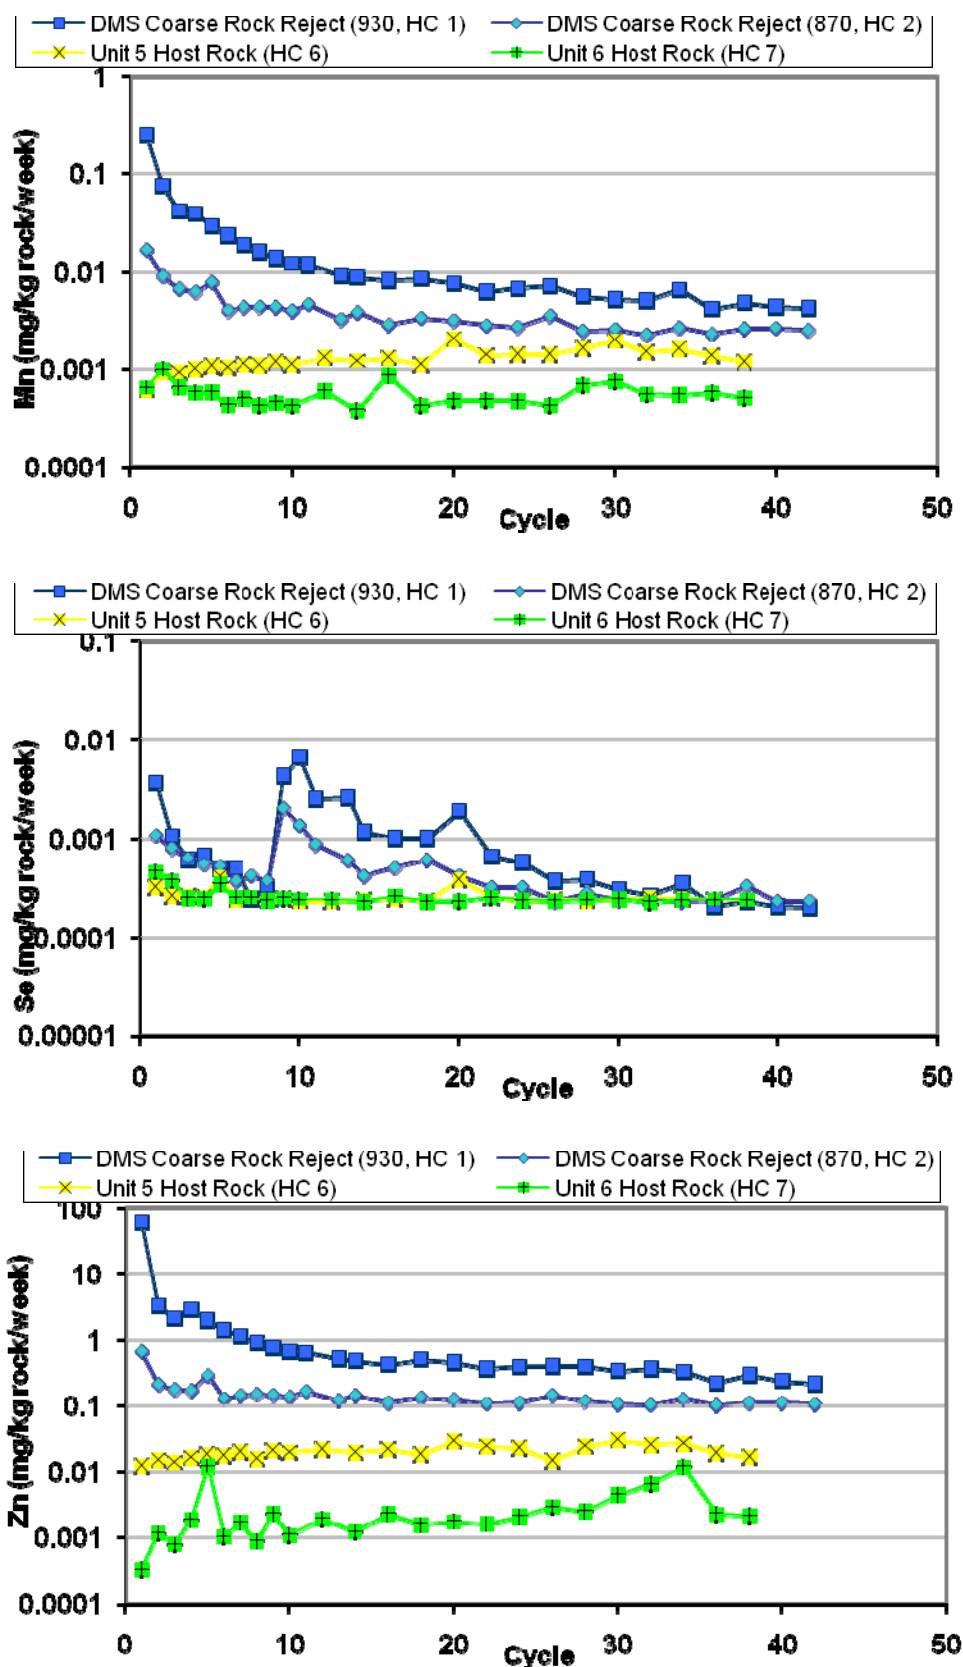 DMS Coarse Rock Reject (930, HC 1) DMS Coarse Rock Reject (870, HC 2)
Unit 5 Host Rock (HC 6) Unit 6 Host Rock (HC 7)
1
0.1
0.01
0.001
0.0001
Mn (mg/kg rock/week)
0 10 20 30 40 50
Cycle
DMS Coarse Rock Reject (930, HC 1) DMS Coarse Rock Reject (870, HC 2)
Unit 5 Host Rock (HC 6) Unit 6 Host Rock (HC 7)
0.1
0.01
0.001
0.0001
0.00001
Se (mg/kg rock/week)
0 10 20 30 40 50
Cycle
DMS Coarse Rock Reject (930, HC 1) DMS Coarse Rock Reject (870, HC 2)
Unit 5 Host Rock (HC 6) Unit 6 Host Rock (HC 7)
100
10
1
0.1
0.01
0.001
0.0001
Zn (mg/kg rock/week)
0 10 20 30 40 50
Cycle